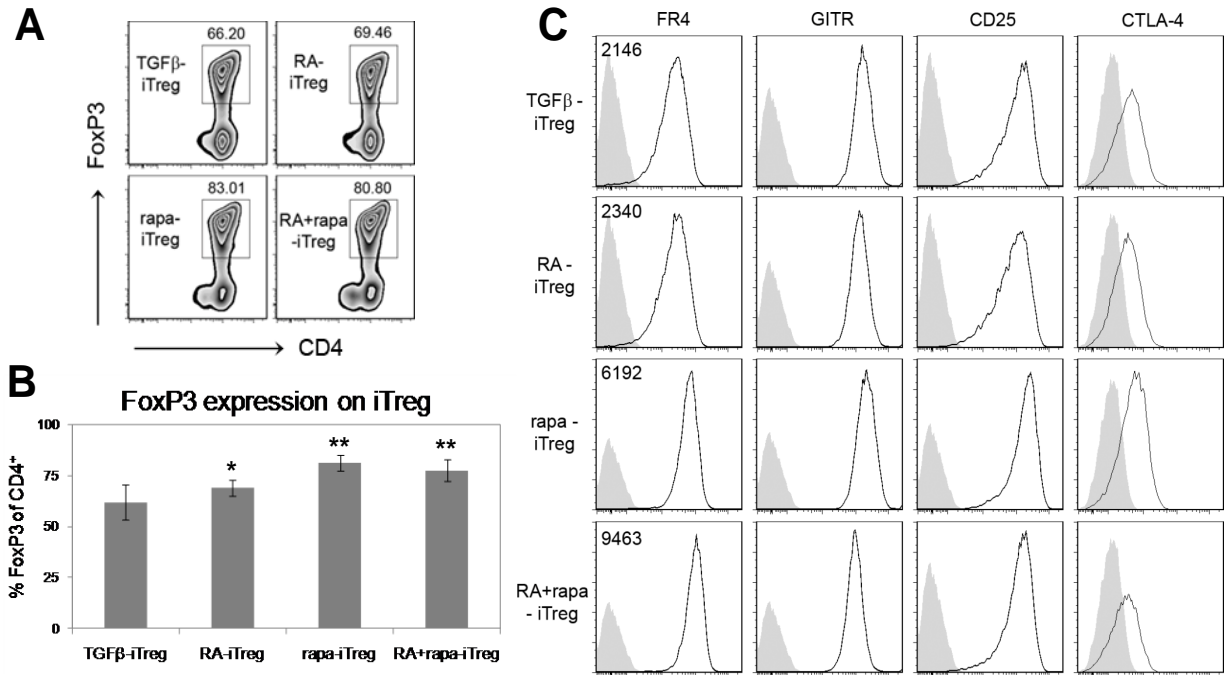 A
66.20
69.46
TGFβ-
iTreg
RA-
iTreg
83.01
80.80
rapa-
iTreg
RA+rapa
-iTreg
FoxP3
CD4
B
FoxP3 expression on iTreg
% FoxP3 of CD4⁺
100
75
50
25
0
*
**
**
TGFβ-iTreg
RA-iTreg
rapa-iTreg
RA+rapa-iTreg
C
FR4
GITR
CD25
CTLA-4
TGFβ -
iTreg
2146
RA -
iTreg
2340
rapa -
iTreg
6192
RA+rapa
- iTreg
9463